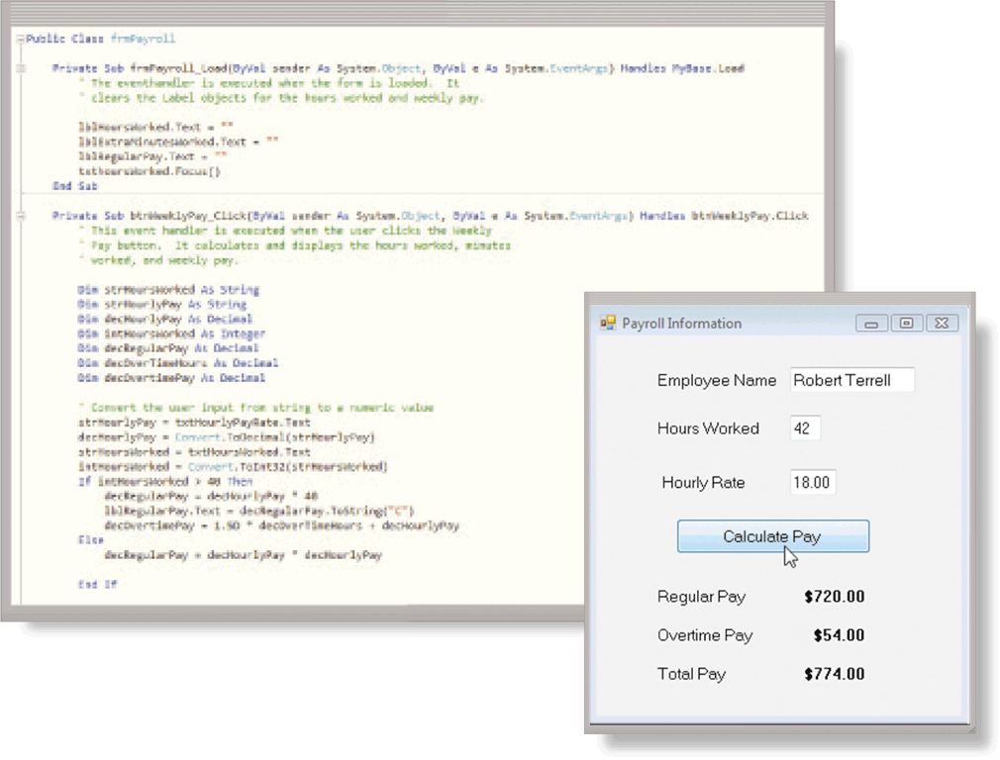 Public Class frmPayroll
Private Sub frmPayroll_Load(ByVal sender As System.Object, ByVal e As System.EventArgs) Handles MyBase.Load
' The eventhandler is executed when the form is loaded. It
' clears the Label objects for the hours worked and weekly pay.
lblHoursWorked.Text = ""
lblExtraMinutesWorked.Text = ""
lblRegularPay.Text = ""
txthoursWorked.Focus()
End Sub
Private Sub btnWeeklyPay_Click(ByVal sender As System.Object, ByVal e As System.EventArgs) Handles btnWeeklyPay.Click
' This event handler is executed when the user clicks the Weekly
' Pay button. It calculates and displays the hours worked, minutes
' worked, and weekly pay.
Dim strHoursWorked As String
Dim strHourlyPay As String
Dim decHourlyPay As Decimal
Dim intHoursWorked As Integer
Dim decRegularPay As Decimal
Dim decOverTimeHours As Decimal
Dim decOvertimePay As Decimal
' Convert the user input from string to a numeric value
strHourlyPay = txtHourlyPayRate.Text
decHourlyPay = Convert.ToDecimal(strHourlyPay)
strHoursWorked = txtHoursWorked.Text
intHoursWorked = Convert.ToInt32(strHoursWorked)
If intHoursWorked > 40 Then
decRegularPay = decHourlyPay * 40
lblRegularPay.Text = decRegularPay.ToString("C")
decOvertimePay = 1.5D * decOverTimeHours + decHourlyPay
Else
decRegularPay = decHourlyPay * decHourlyPay
End If
Payroll Information
Employee Name Robert Terrell
Hours Worked 42
Hourly Rate 18.00
Calculate Pay
Regular Pay $720.00
Overtime Pay $54.00
Total Pay $774.00